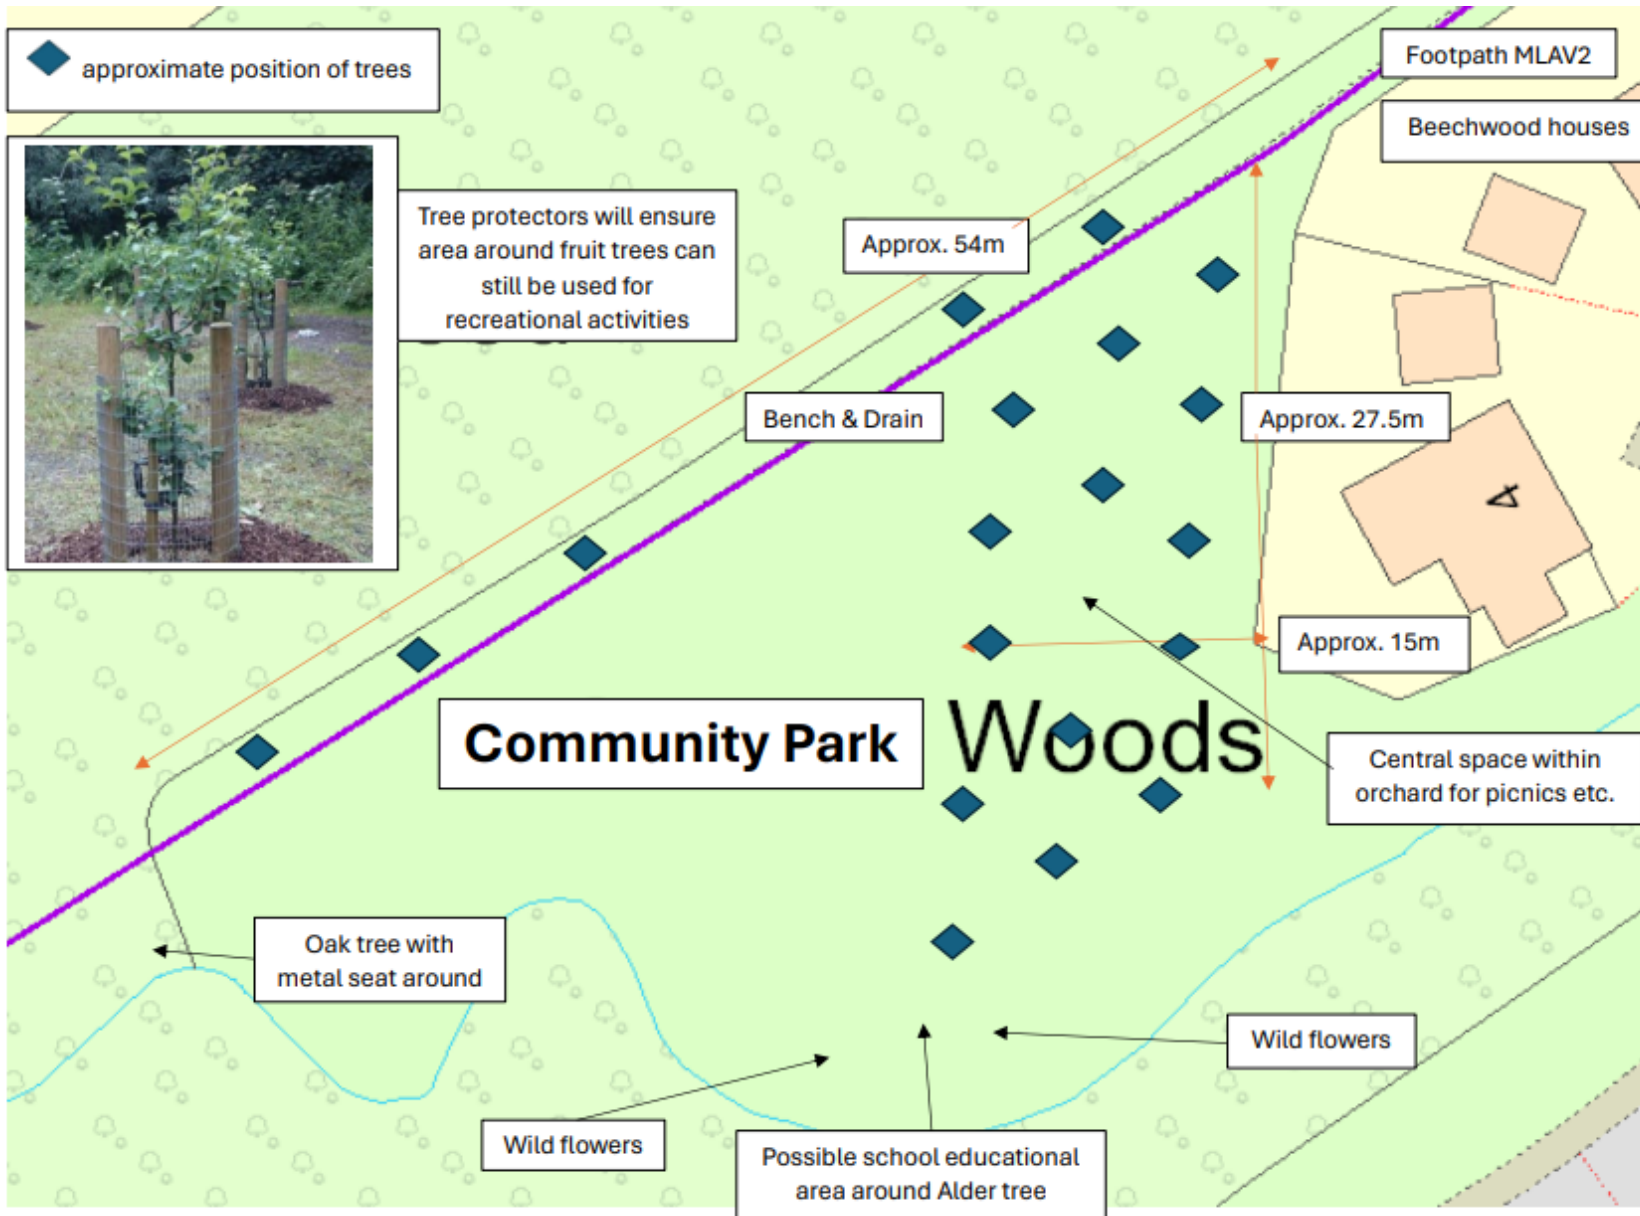 approximate position of trees
Footpath MLAV2
Beechwood houses
Tree protectors will ensure
area around fruit trees can
still be used for
recreational activities
Approx. 54m
Bench & Drain
Approx. 27.5m
4
Approx. 15m
Community Park
Woods
Central space within
orchard for picnics etc.
Oak tree with
metal seat around
Wild flowers
Wild flowers
Possible school educational
area around Alder tree